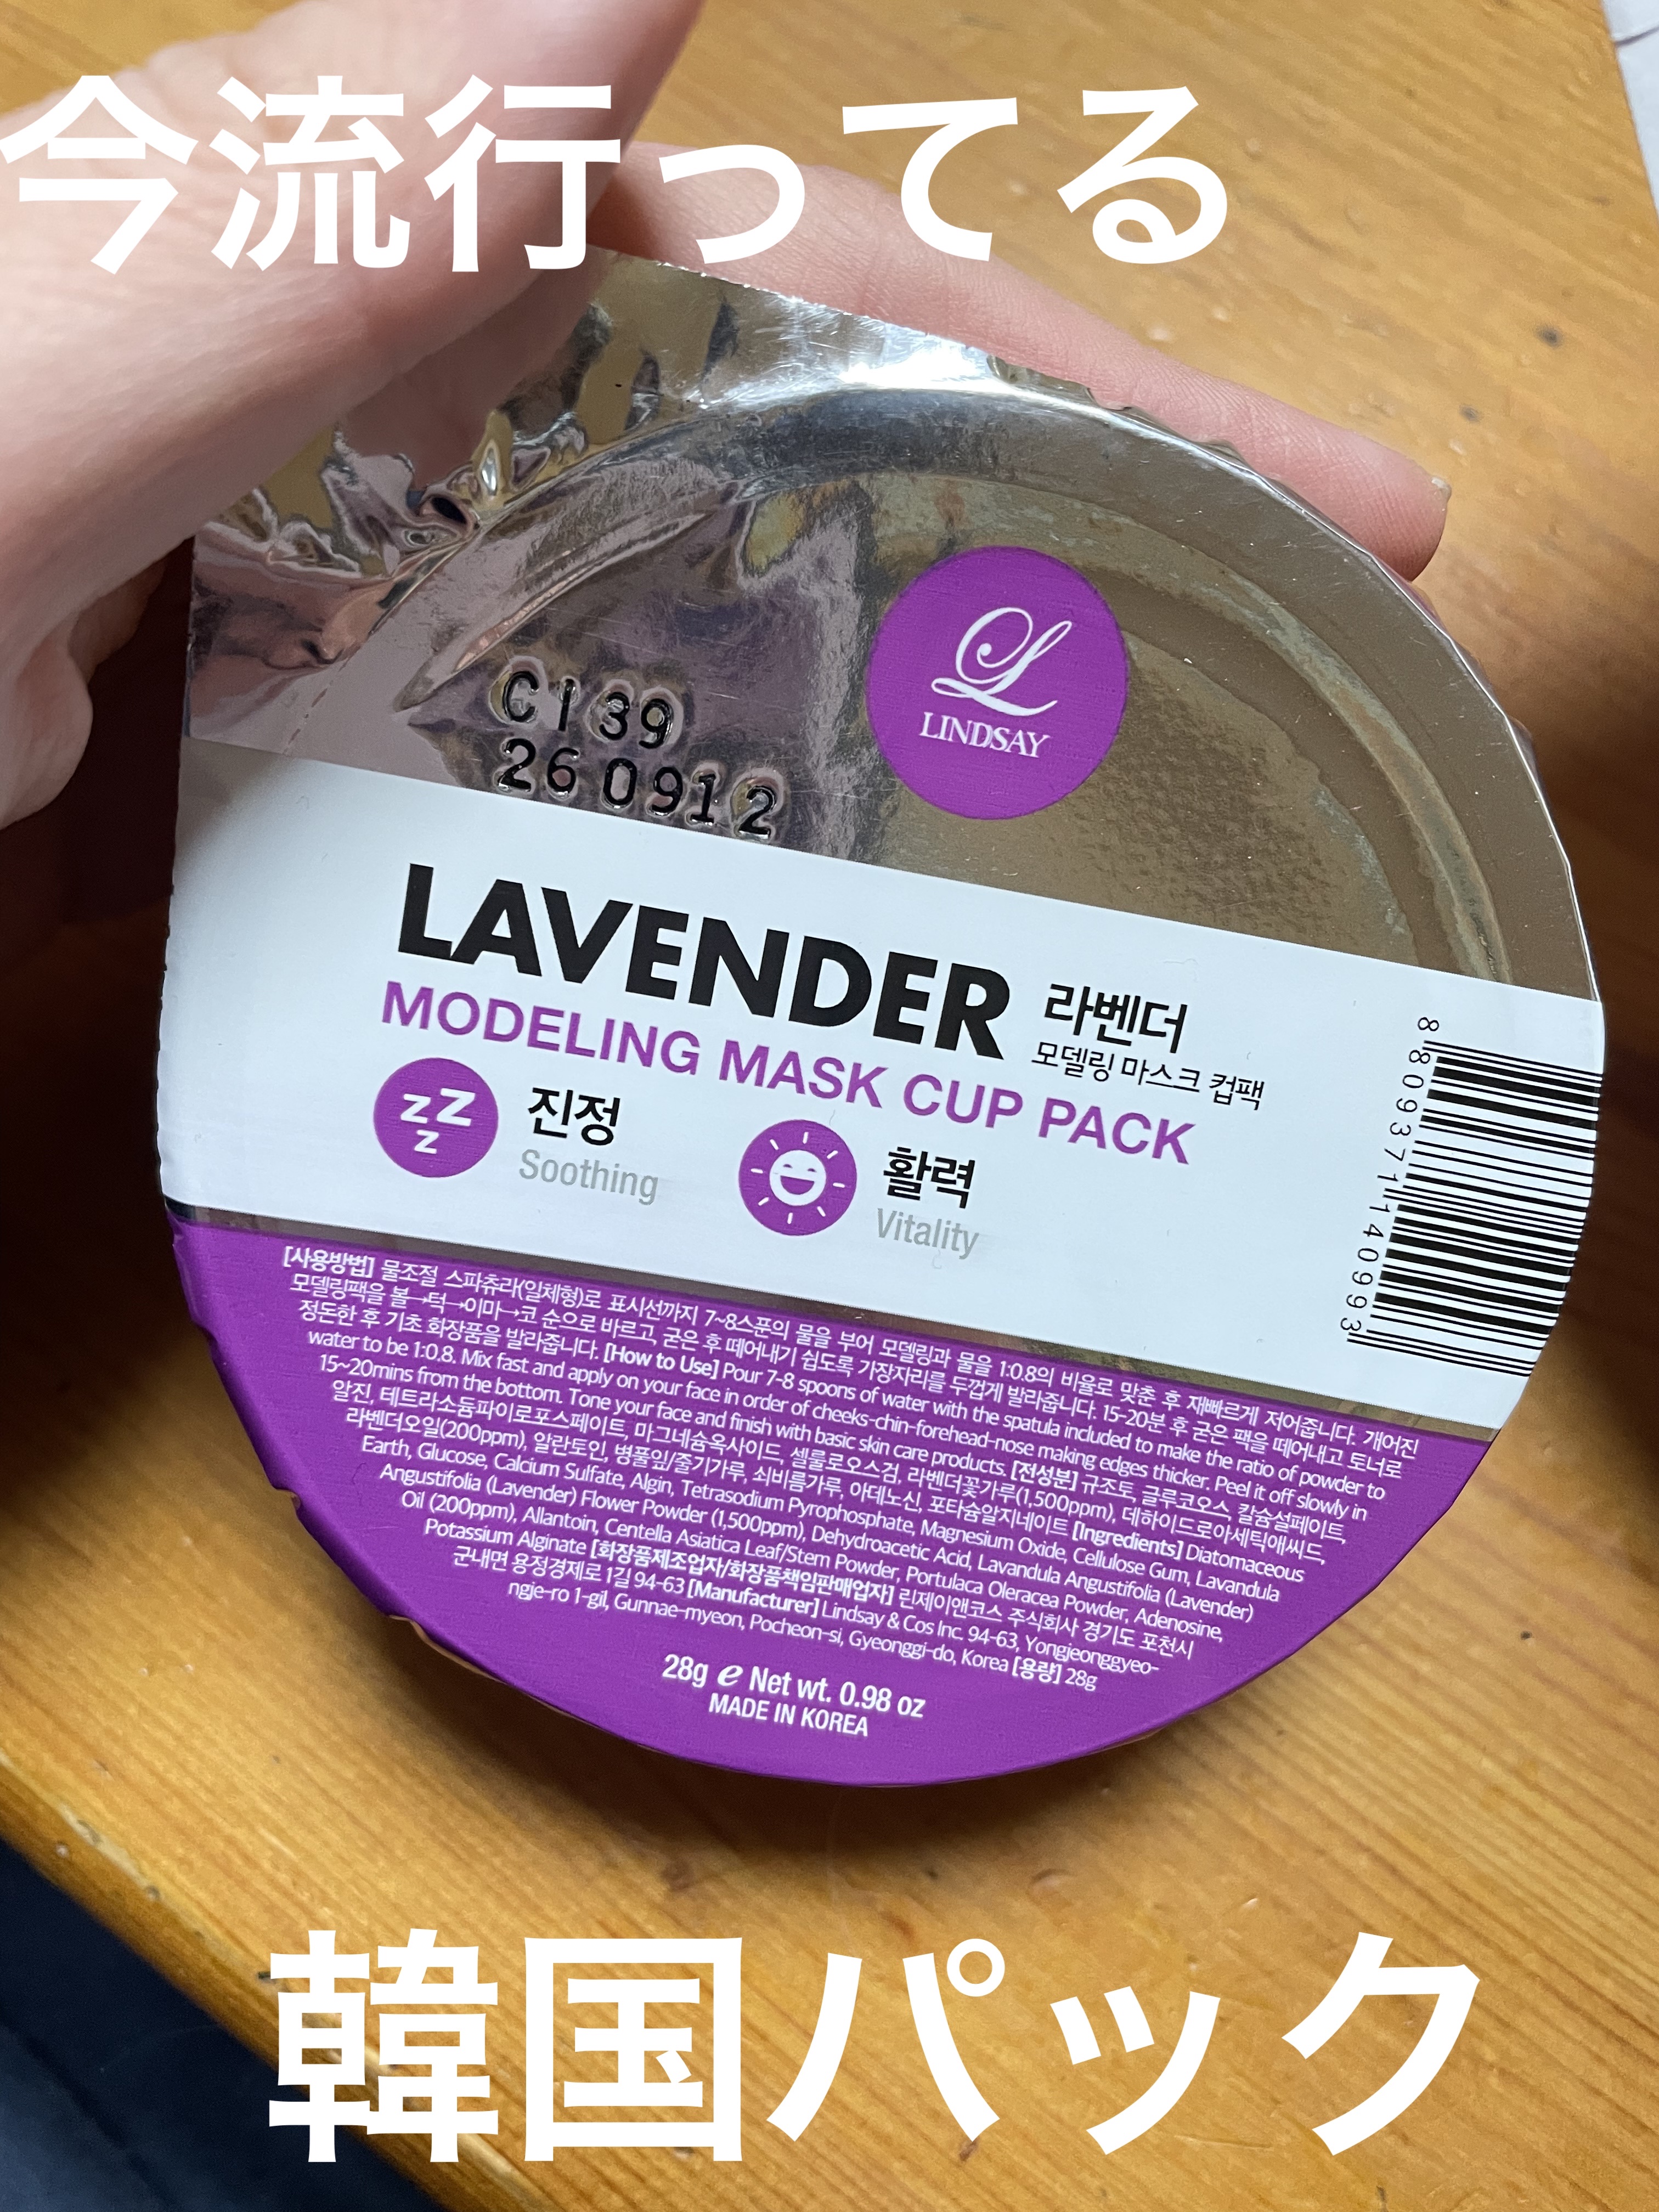 今流行ってる
L
LINDSAY
C1 39
26 0912
LAVENDER 라벤더
MODELING MASK CUP PACK 모델링 마스크 컵팩
zzz 진정
Soothing
활력
Vitality
8809371140993
[사용방법] 물조절 스파츄라(일체형)로 표시선까지 7~8스푼의 물을 부어 모델링과 물을 1:0.8의 비율로 맞춘 후 재빠르게 저어줍니다. 개어진
모델링팩을 볼→턱→이마→코 순으로 바르고, 굳은 후 떼어내기 쉽도록 가장자리를 두껍게 발라줍니다. 15-20분 후 굳은 팩을 떼어내고 토너로
정돈한 후 기초 화장품을 발라줍니다. [How to Use] Pour 7-8 spoons of water with the spatula included to make the ratio of powder to
water to be 1:0.8. Mix fast and apply on your face in order of cheeks-chin-forehead-nose making edges thicker. Peel it off slowly in
15~20mins from the bottom. Tone your face and finish with basic skin care products. [전성분] 규조토, 글루코오스, 칼슘설페이트,
알진, 테트라소듐파이로포스페이트, 마그네슘옥사이드, 셀룰로오스검, 라벤더꽃가루(1,500ppm), 데하이드로아세틱애씨드,
라벤더오일(200ppm), 알란토인, 병풀잎/줄기가루, 쇠비름가루, 아데노신, 포타슘알지네이트 [Ingredients] Diatomaceous
Earth, Glucose, Calcium Sulfate, Algin, Tetrasodium Pyrophosphate, Magnesium Oxide, Cellulose Gum, Lavandula
Angustifolia (Lavender) Flower Powder (1,500ppm), Dehydroacetic Acid, Lavandula Angustifolia (Lavender)
Oil (200ppm), Allantoin, Centella Asiatica Leaf/Stem Powder, Portulaca Oleracea Powder, Adenosine,
Potassium Alginate [화장품제조업자/화장품책임판매업자] 린제이앤코스 주식회사 경기도 포천시
군내면 용정경제로 1길 94-63 [Manufacturer] Lindsay & Cos Inc. 94-63, Yongjeonggyeo-
ngje-ro 1-gil, Gunnae-myeon, Pocheon-si, Gyeonggi-do, Korea [용량] 28g
28g e Net wt. 0.98 oz
MADE IN KOREA
韓国パック